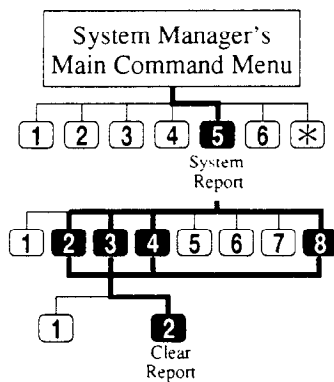 System Manager's
Main Command Menu
1 2 3 4 5 6 *
System
Report
1 2 3 4 5 6 7 8
1 2
Clear
Report